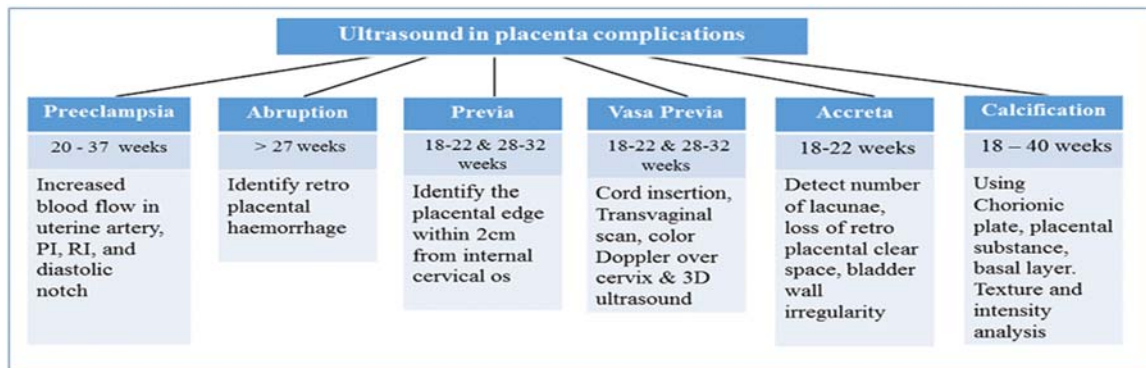 Ultrasound in placenta complications
Preeclampsia
20 - 37 weeks
Increased
blood flow in
uterine artery,
PI, RI, and
diastolic
notch
Abruption
> 27 weeks
Identify retro
placental
haemorrhage
Previa
18-22 & 28-32
weeks
Identify the
placental edge
within 2cm
from internal
cervical os
Vasa Previa
18-22 & 28-32
weeks
Cord insertion,
Transvaginal
scan, color
Doppler over
cervix & 3D
ultrasound
Accreta
18-22 weeks
Detect number
of lacunae,
loss of retro
placental clear
space, bladder
wall
irregularity
Calcification
18 – 40 weeks
Using
Chorionic
plate, placental
substance,
basal layer.
Texture and
intensity
analysis